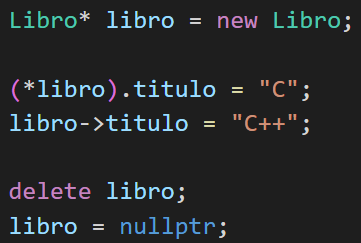 Libro* libro = new Libro;
(*libro).titulo = "C";
libro->titulo = "C++";
delete libro;
libro = nullptr;